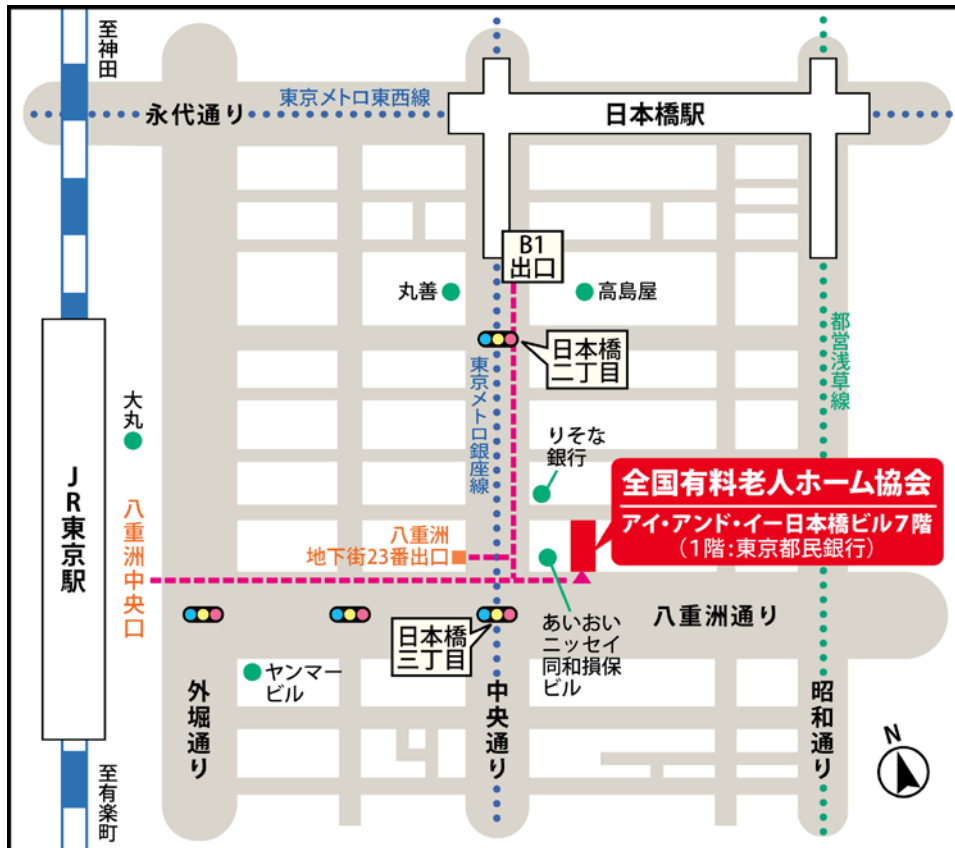 至神田
東京メトロ東西線
永代通り
日本橋駅
B1
出口
丸善
高島屋
日本橋
二丁目
都営浅草線
東京メトロ銀座線
大丸
りそな
銀行
JR東京駅
八重洲中央口
全国有料老人ホーム協会
アイ・アンド・イー日本橋ビル7階
(1階:東京都民銀行)
八重洲
地下街23番出口
八重洲通り
日本橋
三丁目
あいおい
ニッセイ
同和損保
ビル
ヤンマー
ビル
外堀通り
中央通り
昭和通り
N
至有楽町